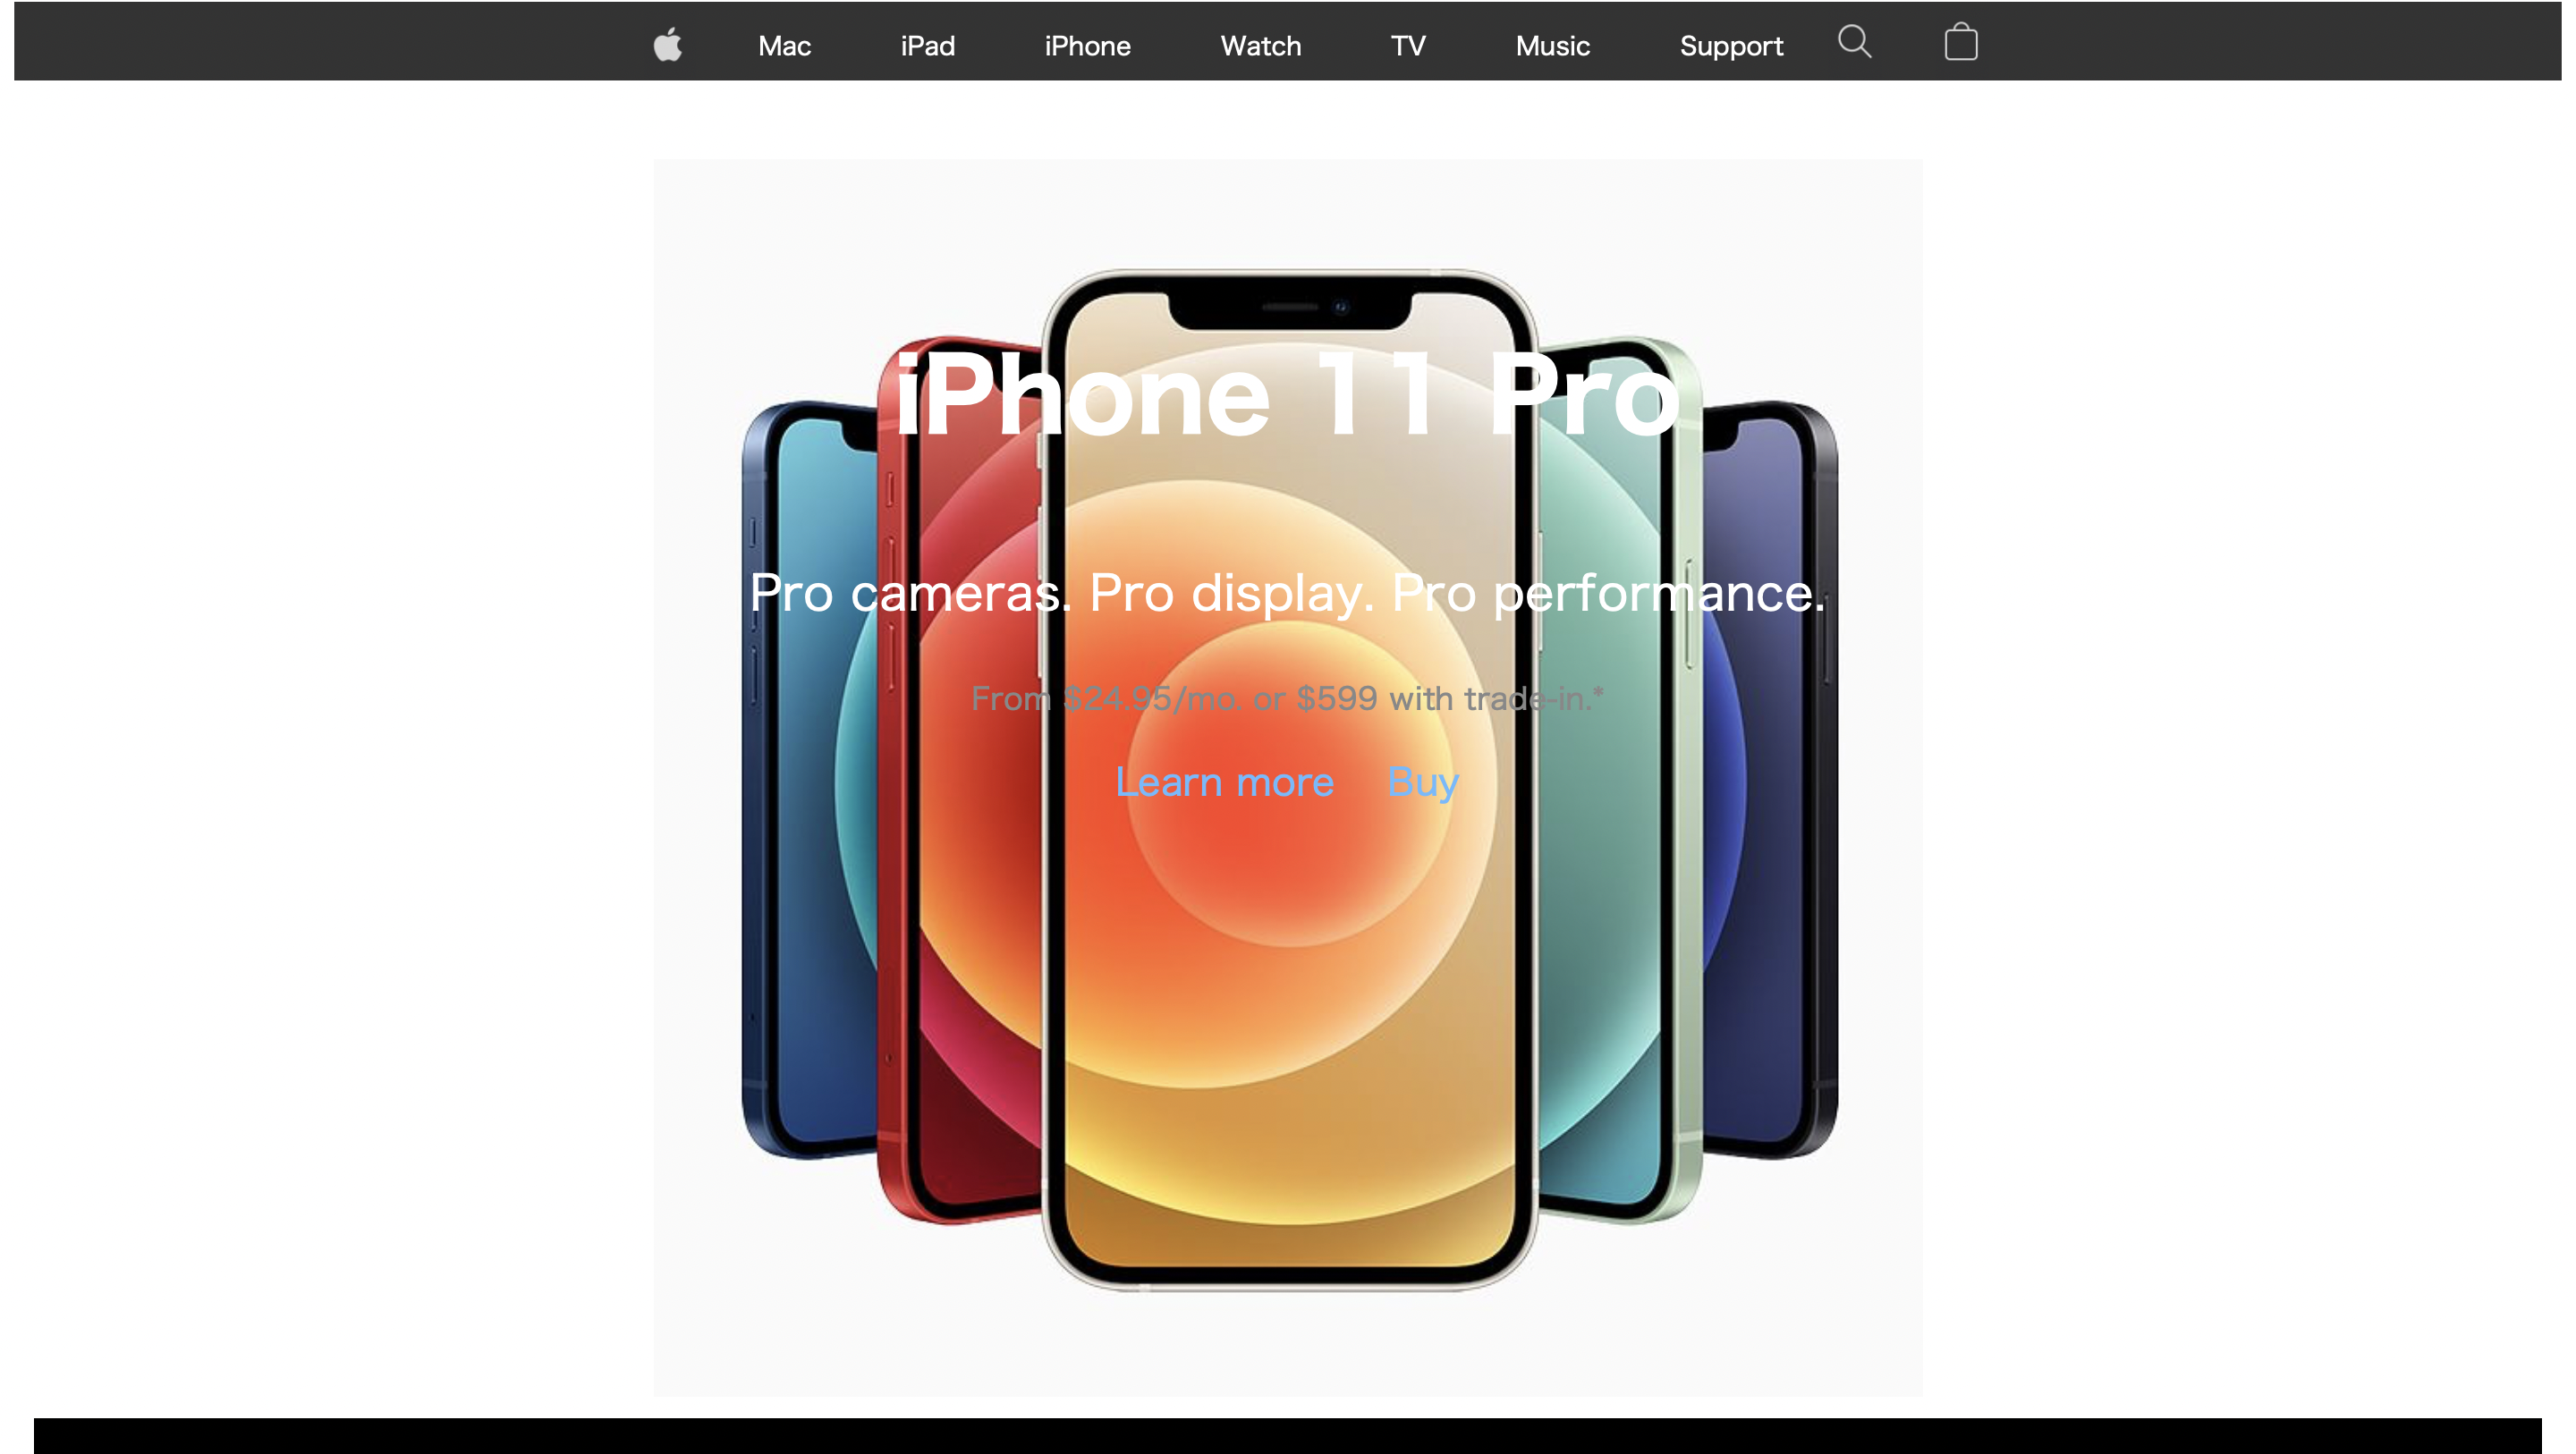 Mac iPad iPhone Watch TV Music Support
iPhone 11 Pro
Pro cameras. Pro display. Pro performance.
From $24.95/mo. or $599 with trade-in.*
Learn more Buy